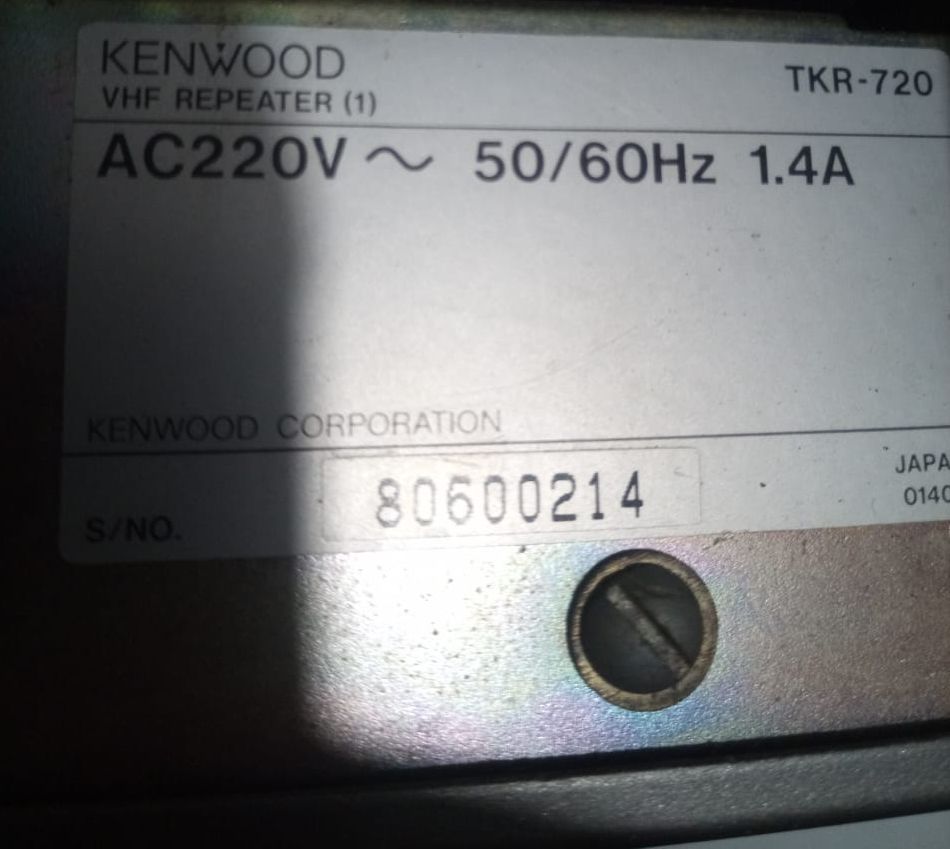 KENWOOD
VHF REPEATER (1)
TKR-720
AC220V ~ 50/60Hz 1.4A
KENWOOD CORPORATION
JAPA
S/NO. 80600214
0140